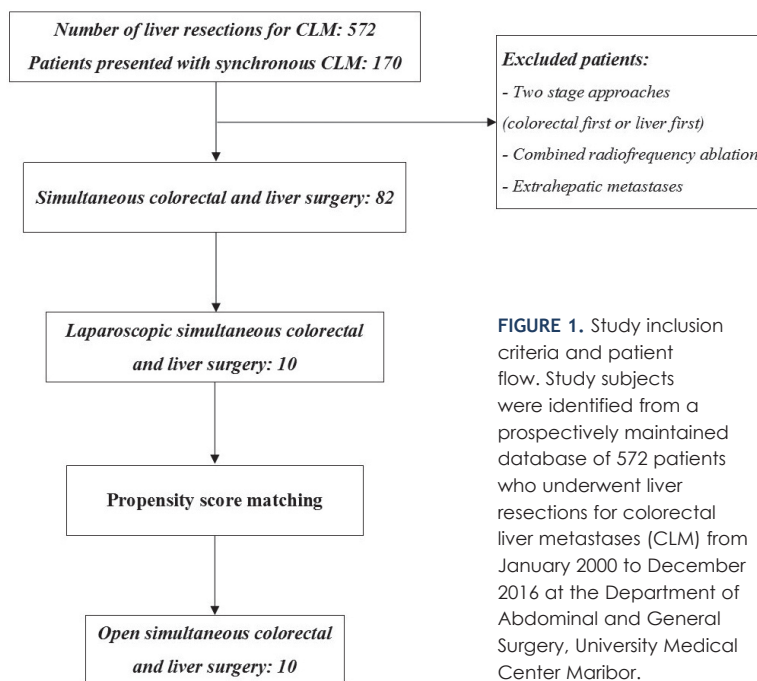 Number of liver resections for CLM: 572
Patients presented with synchronous CLM: 170
Excluded patients:
- Two stage approaches
(colorectal first or liver first)
- Combined radiofrequency ablation
- Extrahepatic metastases
Simultaneous colorectal and liver surgery: 82
Laparoscopic simultaneous colorectal
and liver surgery: 10
Propensity score matching
Open simultaneous colorectal
and liver surgery: 10
FIGURE 1. Study inclusion
criteria and patient
flow. Study subjects
were identified from a
prospectively maintained
database of 572 patients
who underwent liver
resections for colorectal
liver metastases (CLM) from
January 2000 to December
2016 at the Department of
Abdominal and General
Surgery, University Medical
Center Maribor.